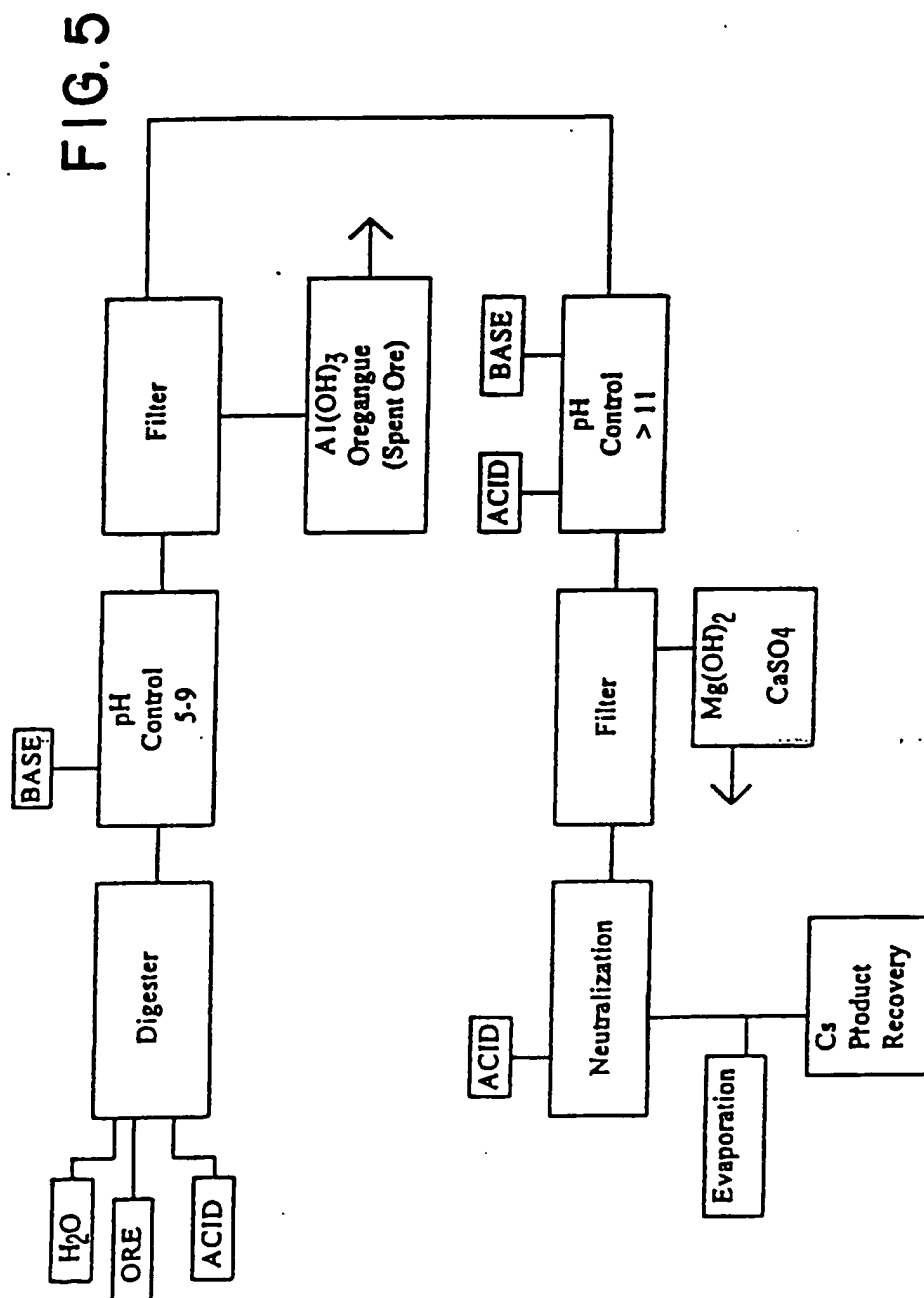 FIG. 5
H2O
ORE
ACID
Digester
BASE
pH
Control
5-9
Filter
Al(OH)3
Oregangue
(Spent Ore)
BASE
ACID
pH
Control
> 11
Filter
Mg(OH)2
CaSO4
ACID
Neutralization
Evaporation
Cs
Product
Recovery